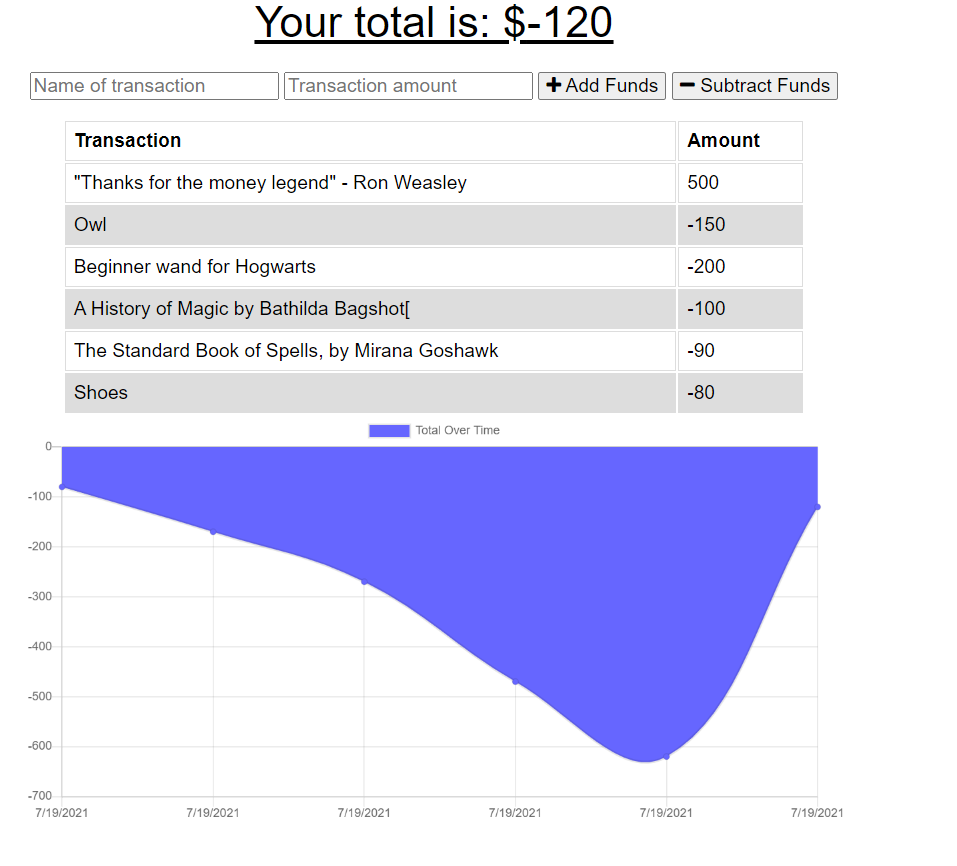 Your total is: $-120
Name of transaction Transaction amount Add Funds Subtract Funds
Transaction Amount
"Thanks for the money legend" - Ron Weasley 500
Owl -150
Beginner wand for Hogwarts -200
A History of Magic by Bathilda Bagshot[ -100
The Standard Book of Spells, by Mirana Goshawk -90
Shoes -80
Total Over Time
0
-100
-200
-300
-400
-500
-600
-700
7/19/2021 7/19/2021 7/19/2021 7/19/2021 7/19/2021 7/19/2021